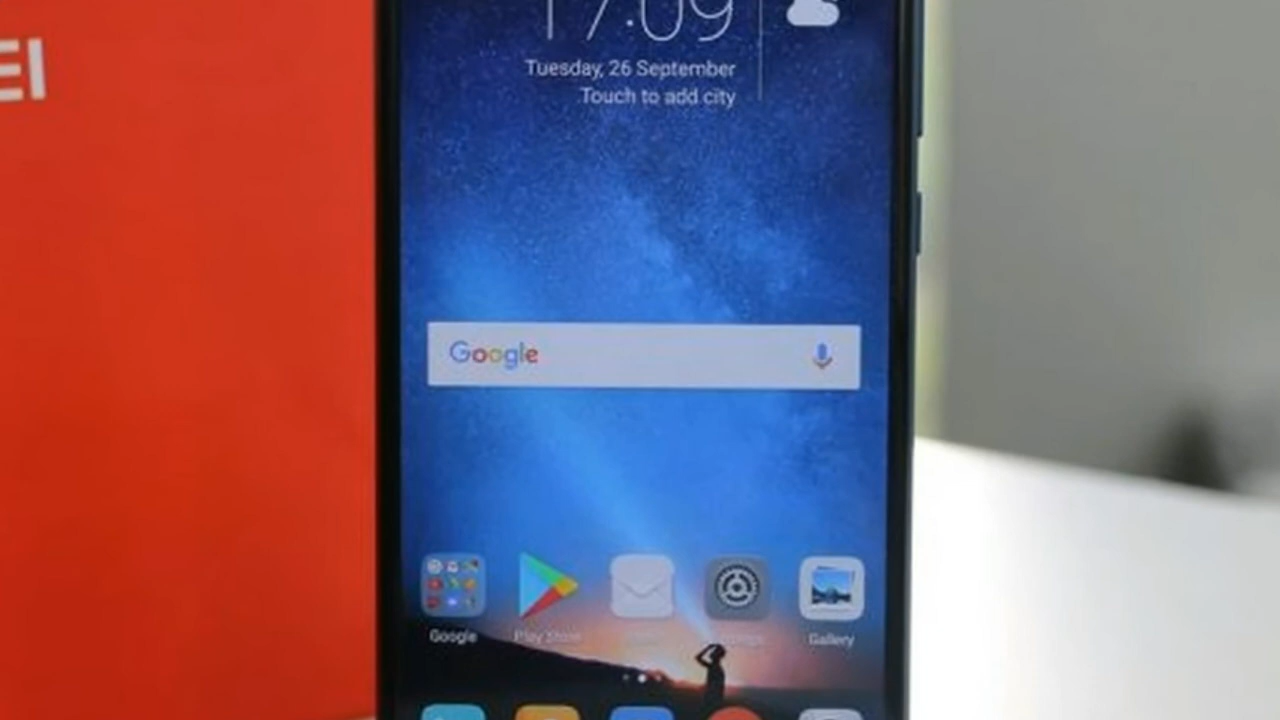 EI
17:09
Tuesday, 26 September
Touch to add city
Google
Google
Play Store
Gallery